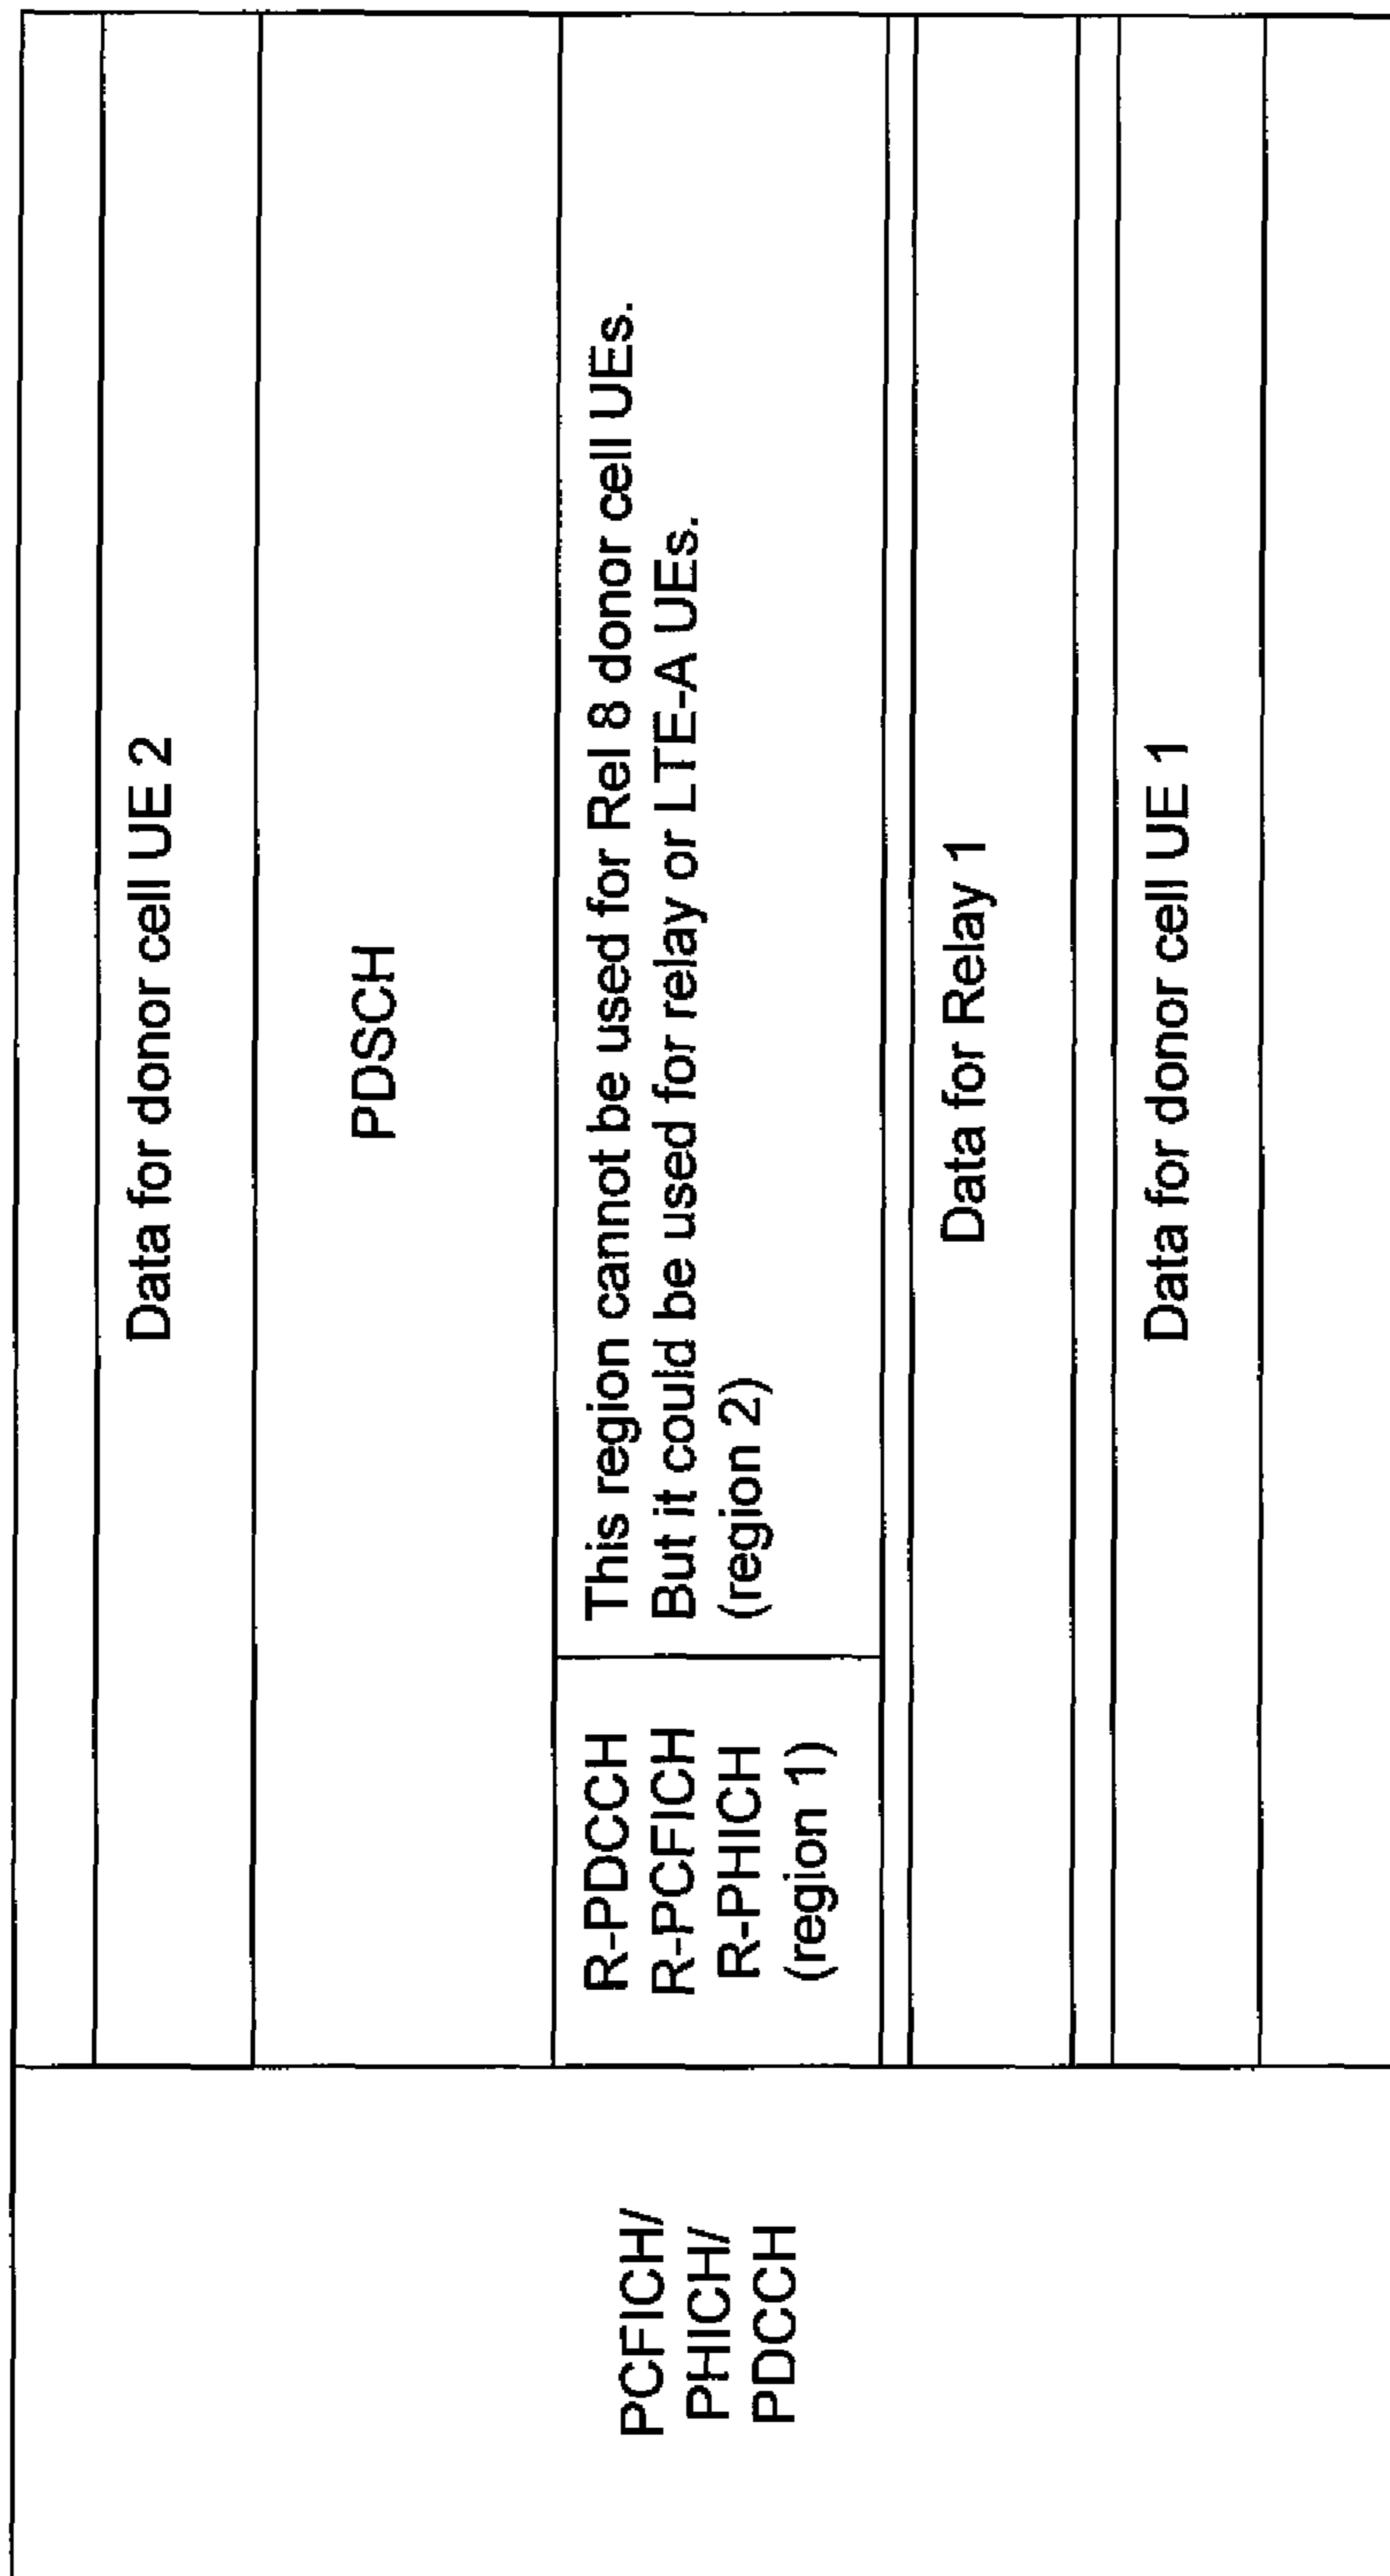 PCFICH/
PHICH/
PDCCH
Data for donor cell UE 2
PDSCH
R-PDCCH
R-PCFICH
R-PHICH
(region 1)
This region cannot be used for Rel 8 donor cell UEs.
But it could be used for relay or LTE-A UEs.
(region 2)
Data for Relay 1
Data for donor cell UE 1